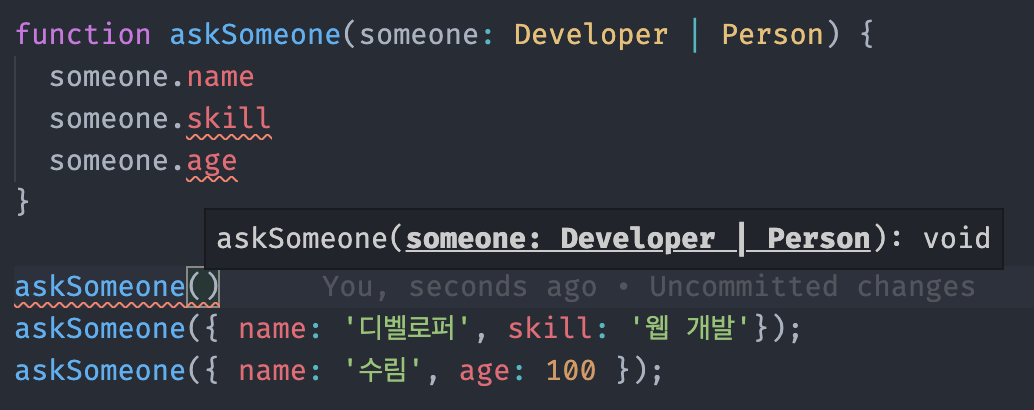 function askSomeone(someone: Developer | Person) {
someone.name
someone.skill
someone.age
}
askSomeone(someone: Developer | Person): void
askSomeone() You, seconds ago • Uncommitted changes
askSomeone({ name: '디벨로퍼', skill: '웹 개발'});
askSomeone({ name: '수림', age: 100 });